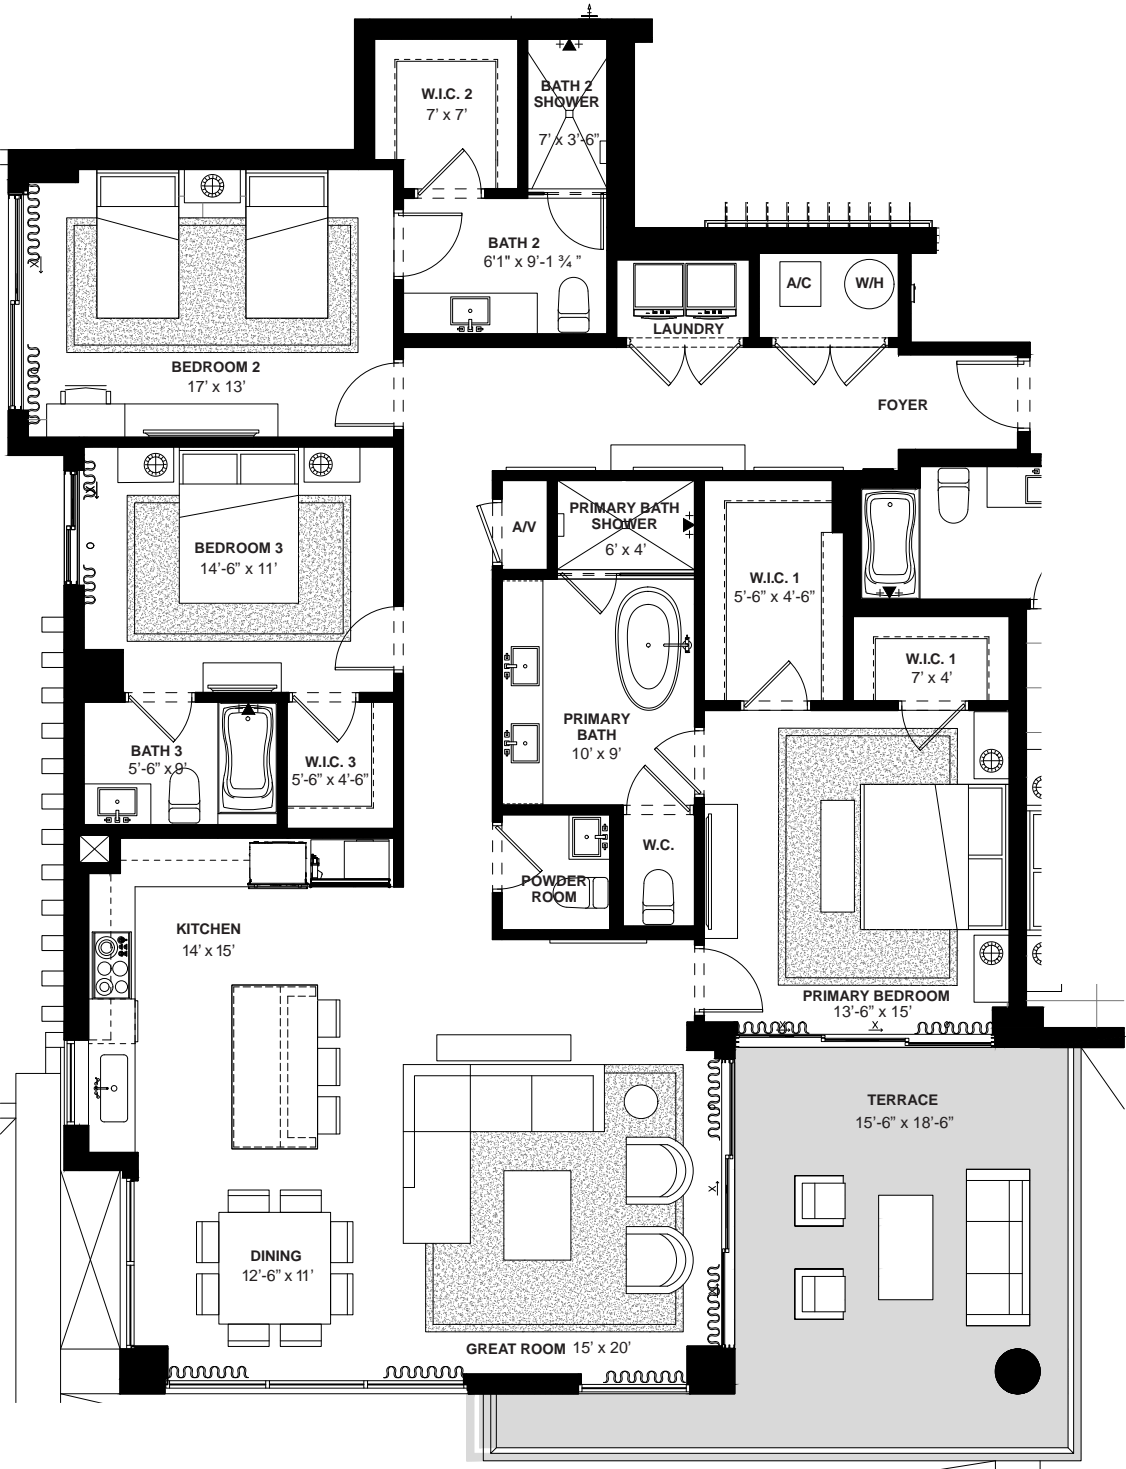 W.I.C. 2
7’ x 7’
BATH 2
SHOWER
7’ x 3’-6”
BATH 2
6'1" x 9’-1 ¾ ”
A/C
W/H
LAUNDRY
BEDROOM 2
17’ x 13’
FOYER
A/V
PRIMARY BATH
SHOWER
6’ x 4’
BEDROOM 3
14’-6” x 11’
W.I.C. 1
5’-6” x 4’-6”
W.I.C. 1
7’ x 4’
PRIMARY
BATH
10’ x 9’
BATH 3
5’-6” x 9’
W.I.C. 3
5’-6” x 4’-6”
W.C.
POWDER
ROOM
KITCHEN
14’ x 15’
PRIMARY BEDROOM
13’-6” x 15’
TERRACE
15’-6” x 18’-6”
DINING
12’-6” x 11’
GREAT ROOM 15’ x 20’